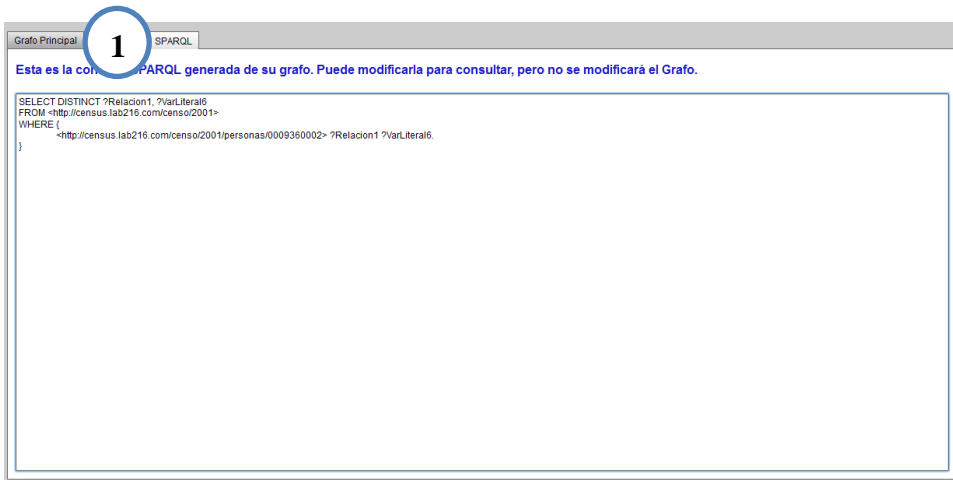 Grafo Principal
1
SPARQL
Esta es la PARQL generada de su grafo. Puede modificarla para consultar, pero no se modificará el Grafo.
SELECT DISTINCT ?Relacion1, ?VarLiteral6
FROM <http://census.lab216.com/censo/2001>
WHERE {
<http://census.lab216.com/censo/2001/personas/0009360002> ?Relacion1 ?VarLiteral6.
}